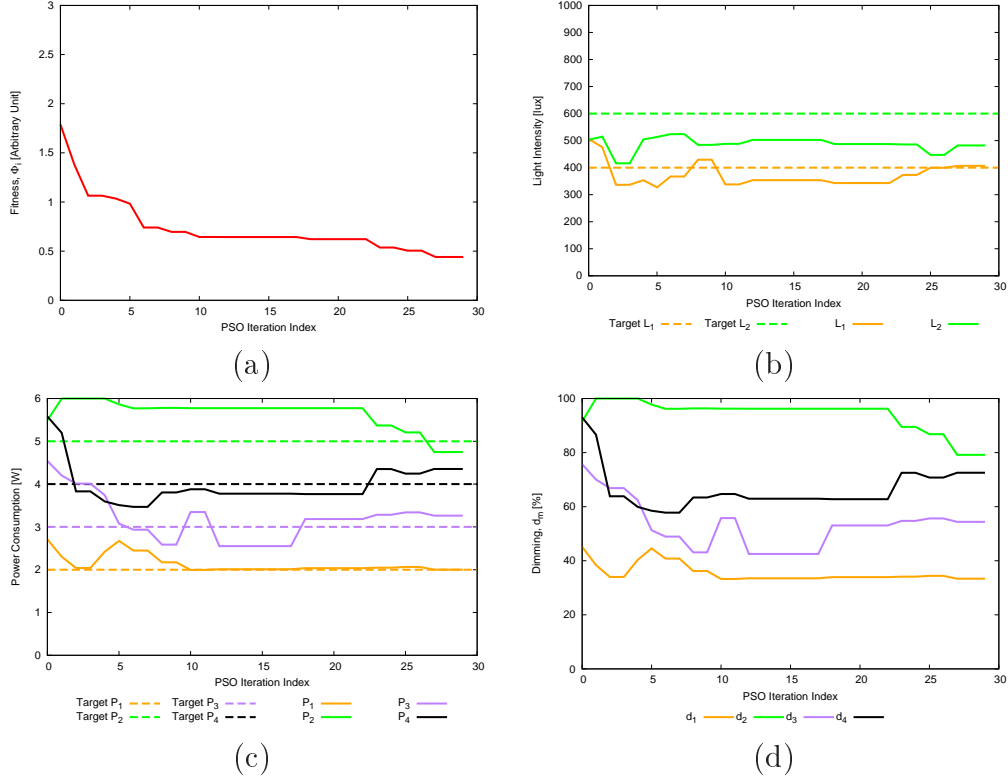 3
2.5
2
1.5
1
0.5
0
0 5 10 15 20 25 30
Fitness, Φi [Arbitrary Unit]
PSO Iteration Index
(a)
1000
900
800
700
600
500
400
300
200
100
0
0 5 10 15 20 25 30
Light Intensity [lux]
PSO Iteration Index
Target L1 Target L2 L1 L2
(b)
6
5
4
3
2
1
0
0 5 10 15 20 25 30
Power Consumption [W]
PSO Iteration Index
Target P1 Target P3 P1 P3
Target P2 Target P4 P2 P4
(c)
100
80
60
40
20
0
0 5 10 15 20 25 30
Dimming, dm [%]
PSO Iteration Index
d1 d2 d3 d4
(d)